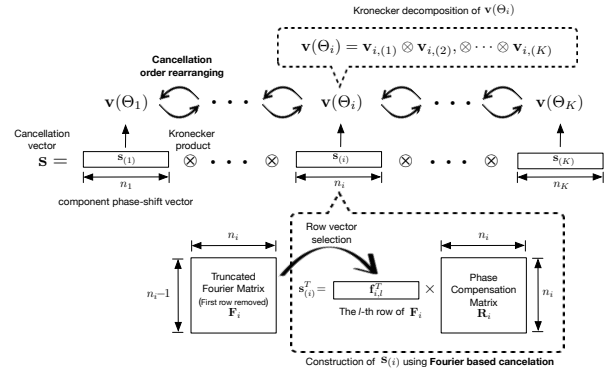 Kronecker decomposition of v(Θi)
v(Θi) = vi,(1) ⊗ vi,(2), ⊗ · · · ⊗ vi,(K)
Cancellation
order rearranging
v(Θ1) · · · v(Θi) · · · v(ΘK)
Cancellation
vector
Kronecker
product
s = s(1) ⊗ · · · ⊗ s(i) ⊗ · · · ⊗ s(K)
n1 ni nK
component phase-shift vector
ni
Row vector
selection
ni
ni−1
Truncated
Fourier Matrix
(First row removed)
Fi
sT(i) = fTi,l ×
The l-th row of Fi
Phase
Compensation
Matrix
Ri
ni
Construction of s(i) using Fourier based cancelation